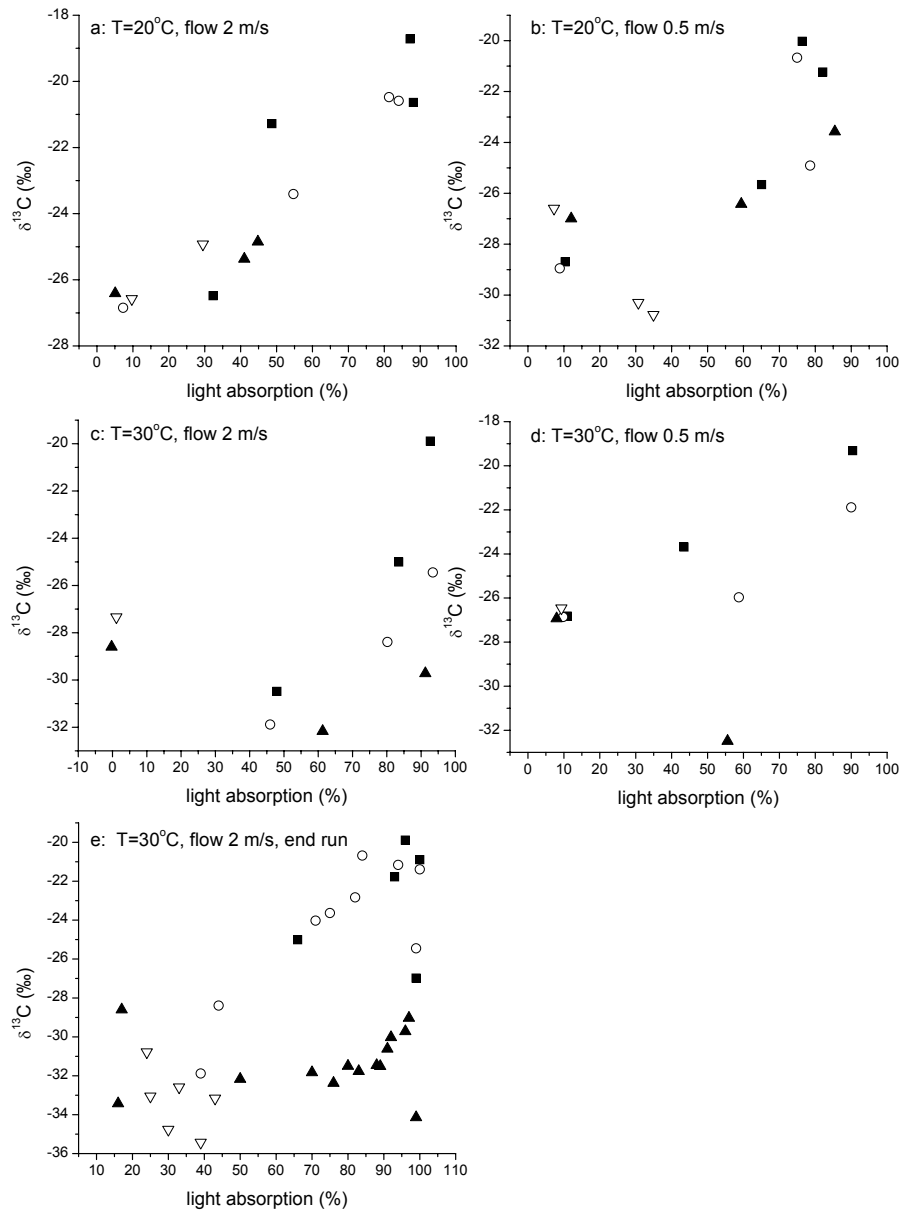 a: T=20°C, flow 2 m/s
-18
-20
-22
-24
-26
-28
δ¹³C (‰)
0 10 20 30 40 50 60 70 80 90 100
light absorption (%)
b: T=20°C, flow 0.5 m/s
-20
-22
-24
-26
-28
-30
-32
δ¹³C (‰)
0 10 20 30 40 50 60 70 80 90 100
light absorption (%)
c: T=30°C, flow 2 m/s
-20
-22
-24
-26
-28
-30
-32
δ¹³C (‰)
-10 0 10 20 30 40 50 60 70 80 90 100
light absorption (%)
d: T=30°C, flow 0.5 m/s
-18
-20
-22
-24
-26
-28
-30
-32
δ¹³C (‰)
0 10 20 30 40 50 60 70 80 90 100
light absorption (%)
e: T=30°C, flow 2 m/s, end run
-20
-22
-24
-26
-28
-30
-32
-34
-36
δ¹³C (‰)
10 20 30 40 50 60 70 80 90 100 110
light absorption (%)